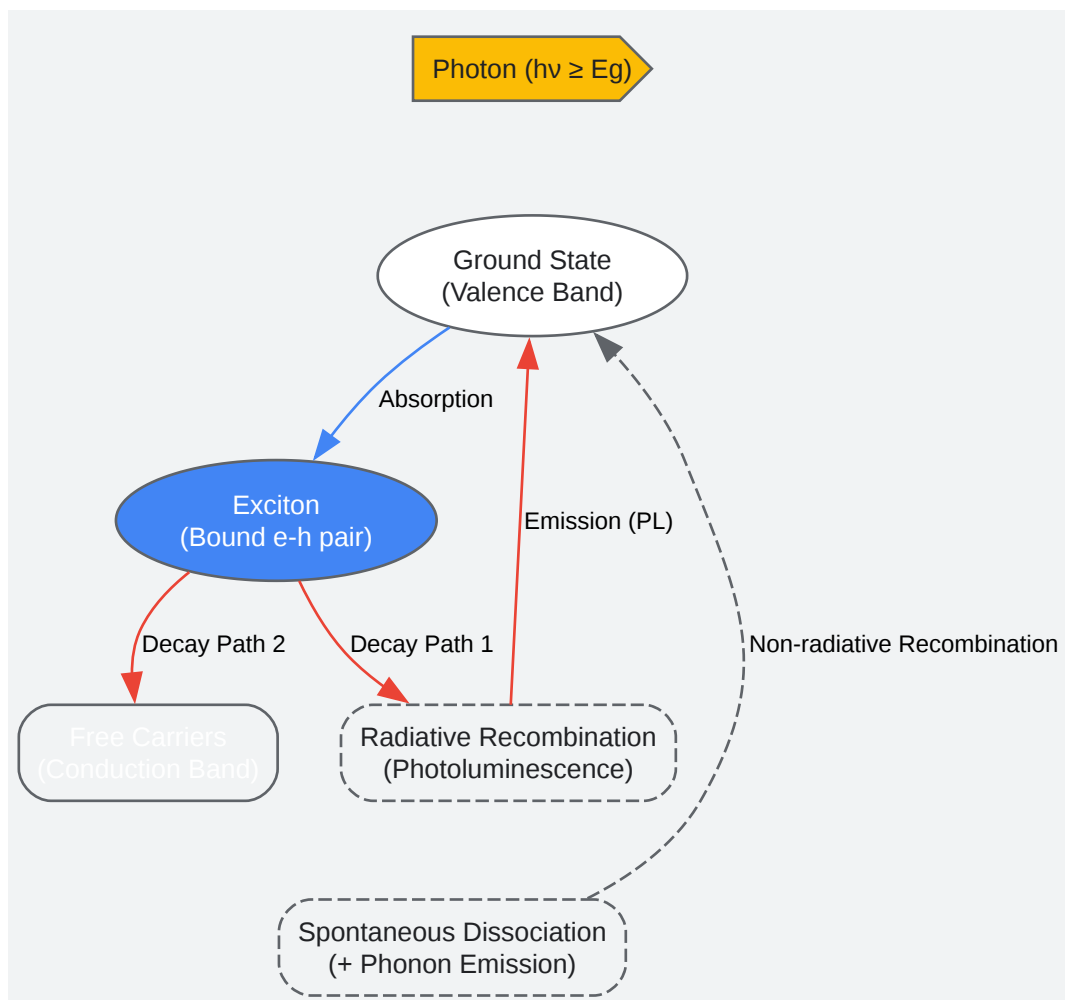 Photon (hν ≥ Eg)
Ground State
(Valence Band)
Absorption
Exciton
(Bound e-h pair)
Emission (PL)
Decay Path 2
Decay Path 1
Non-radiative Recombination
Free Carriers
(Conduction Band)
Radiative Recombination
(Photoluminescence)
Spontaneous Dissociation
(+ Phonon Emission)